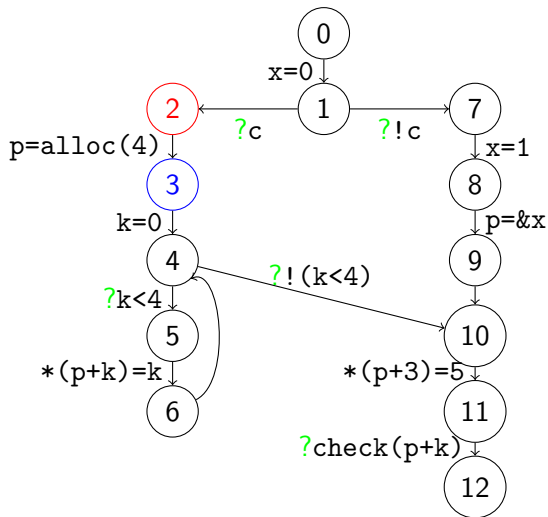 0
x=0
2
1
7
?c
?!c
p=alloc(4)
x=1
3
8
k=0
p=&x
4
9
?!(k<4)
?k<4
5
10
*(p+k)=k
*(p+3)=5
6
11
?check(p+k)
12